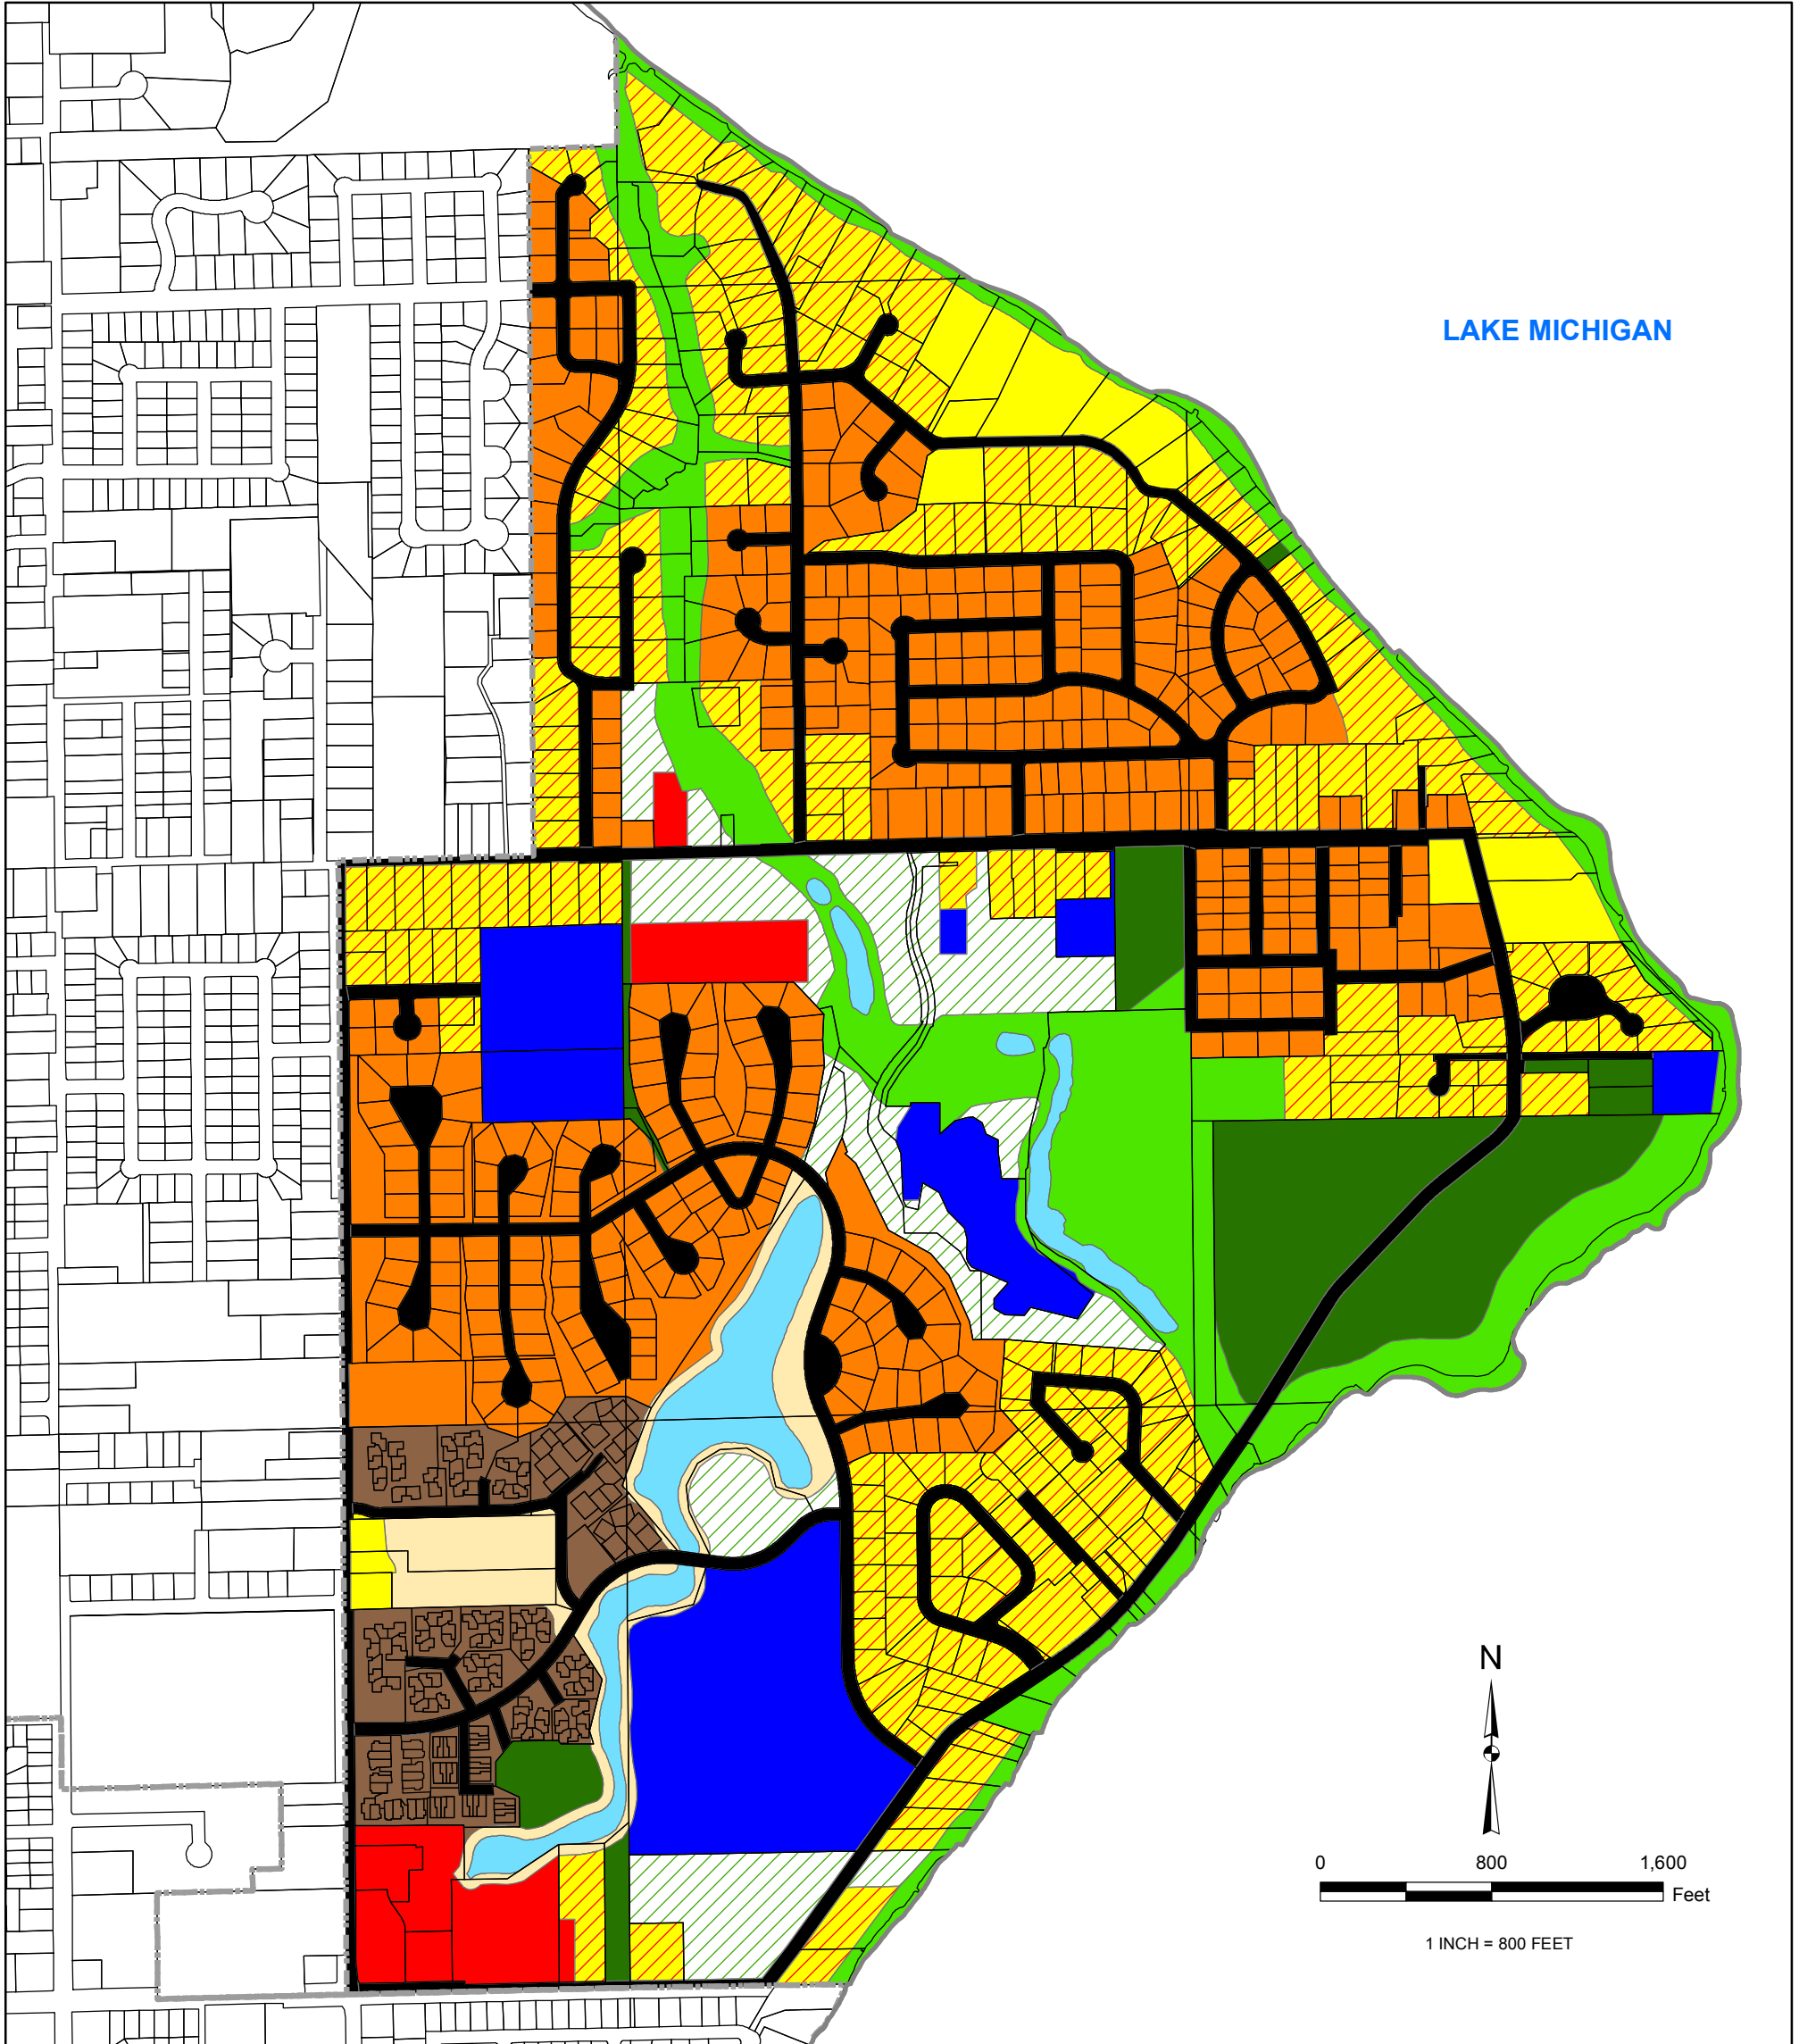 LAKE MICHIGAN
N
0 800 1,600
Feet
1 INCH = 800 FEET